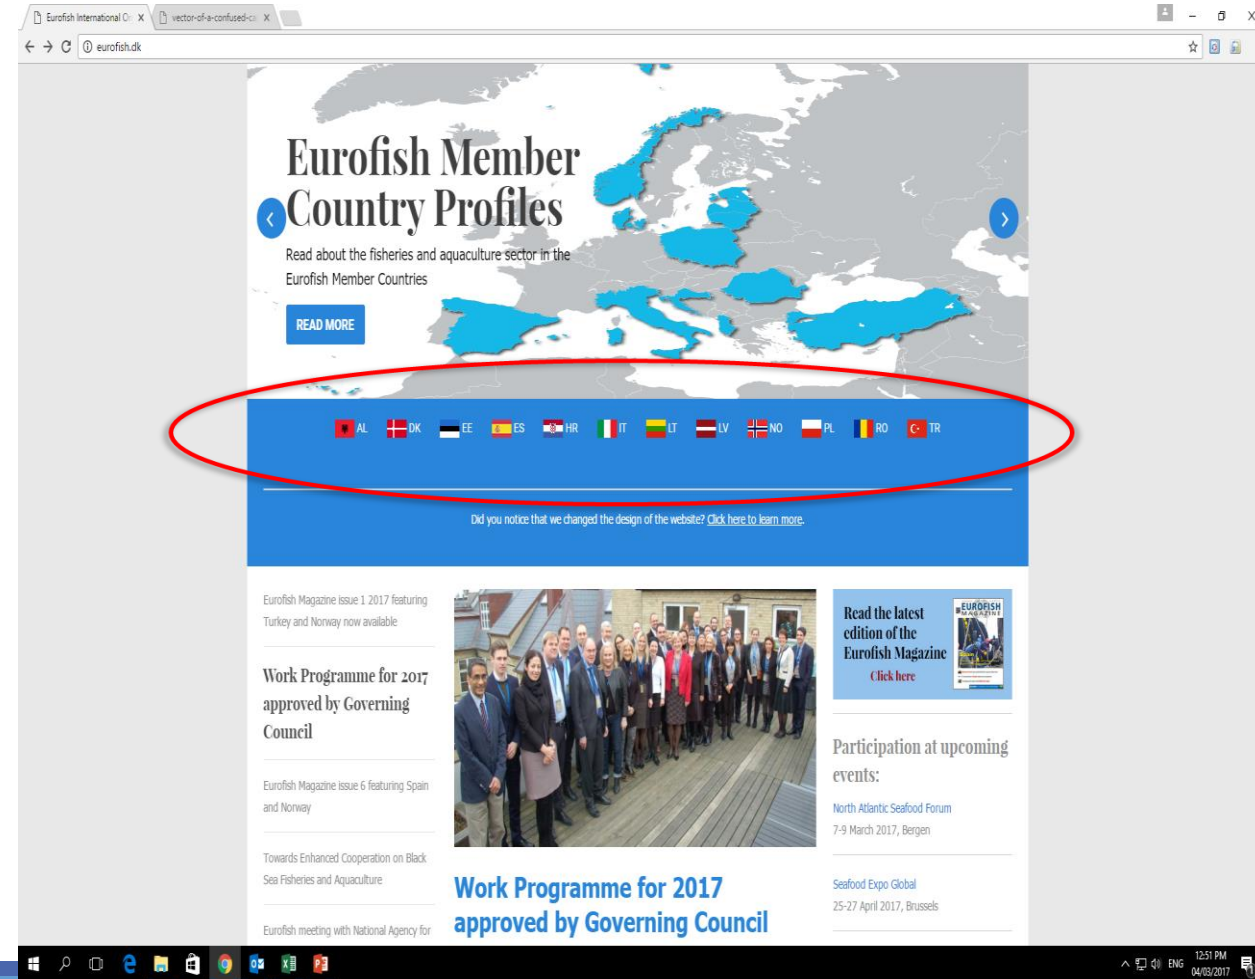 Eurofish International Or
vector-of-a-confused-ca
eurofish.dk
Eurofish Member
Country Profiles
Read about the fisheries and aquaculture sector in the
Eurofish Member Countries
READ MORE
AL DK EE ES HR IT LT LV NO PL RO TR
Did you notice that we changed the design of the website? Click here to learn more.
Eurofish Magazine issue 1 2017 featuring
Turkey and Norway now available
Work Programme for 2017
approved by Governing
Council
Eurofish Magazine issue 6 featuring Spain
and Norway
Towards Enhanced Cooperation on Black
Sea Fisheries and Aquaculture
Eurofish meeting with National Agency for
Work Programme for 2017
approved by Governing Council
Read the latest
edition of the
Eurofish Magazine
Click here
EUROFISH
MAGAZINE
Participation at upcoming
events:
North Atlantic Seafood Forum
7-9 March 2017, Bergen
Seafood Expo Global
25-27 April 2017, Brussels
ENG
12:51 PM
04/03/2017